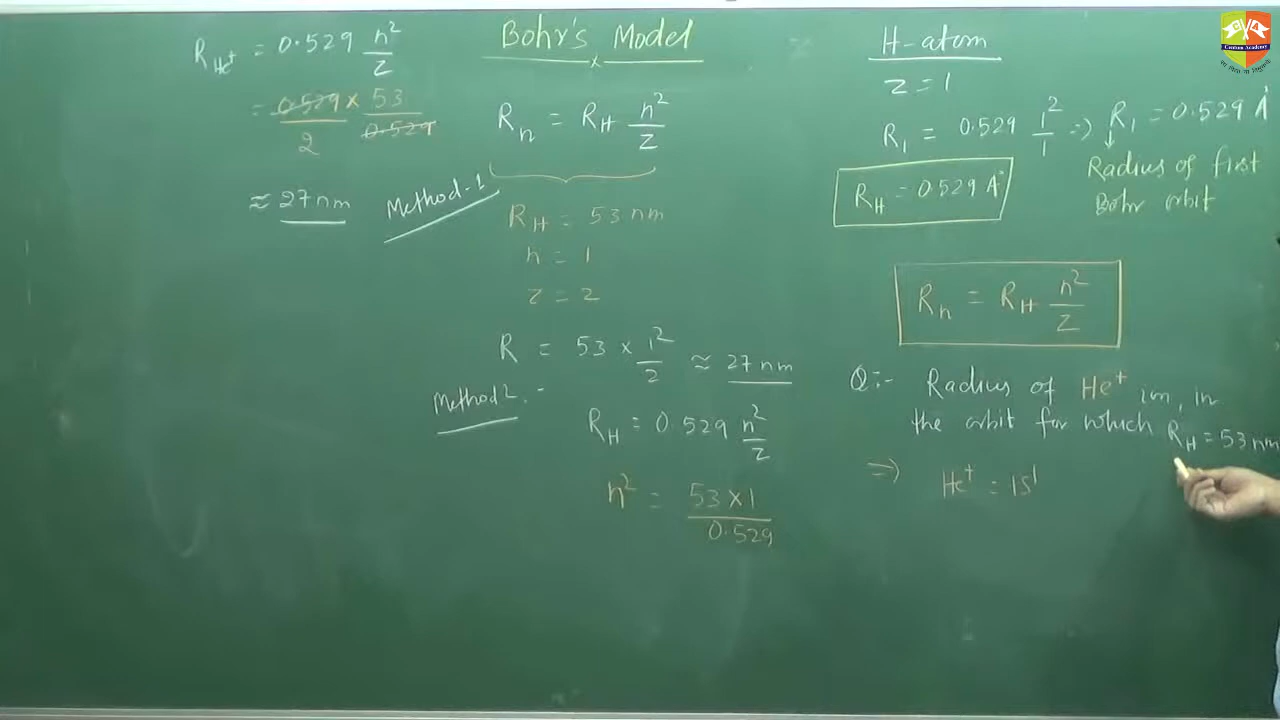 Bohr's Model
R_He⁺ = 0.529 n²/Z
= 0.529/2 × 53/0.529
≈ 27 nm
Method-1
R_n = R_H n²/Z
R_H = 53 nm
n = 1
Z = 2
R = 53 × 1²/2 ≈ 27 nm
Method 2 :-
R_H = 0.529 n²/Z
n² = 53 × 1/0.529
H-atom
Z = 1
R₁ = 0.529 1²/1 ⇒ R₁ = 0.529 Å
R_H = 0.529 A°
Radius of first
Bohr orbit
R_n = R_H n²/Z
Q:- Radius of He⁺ ion, in
the orbit for which R_H = 53 nm
⇒ He⁺ = 1s¹
Centum Academy